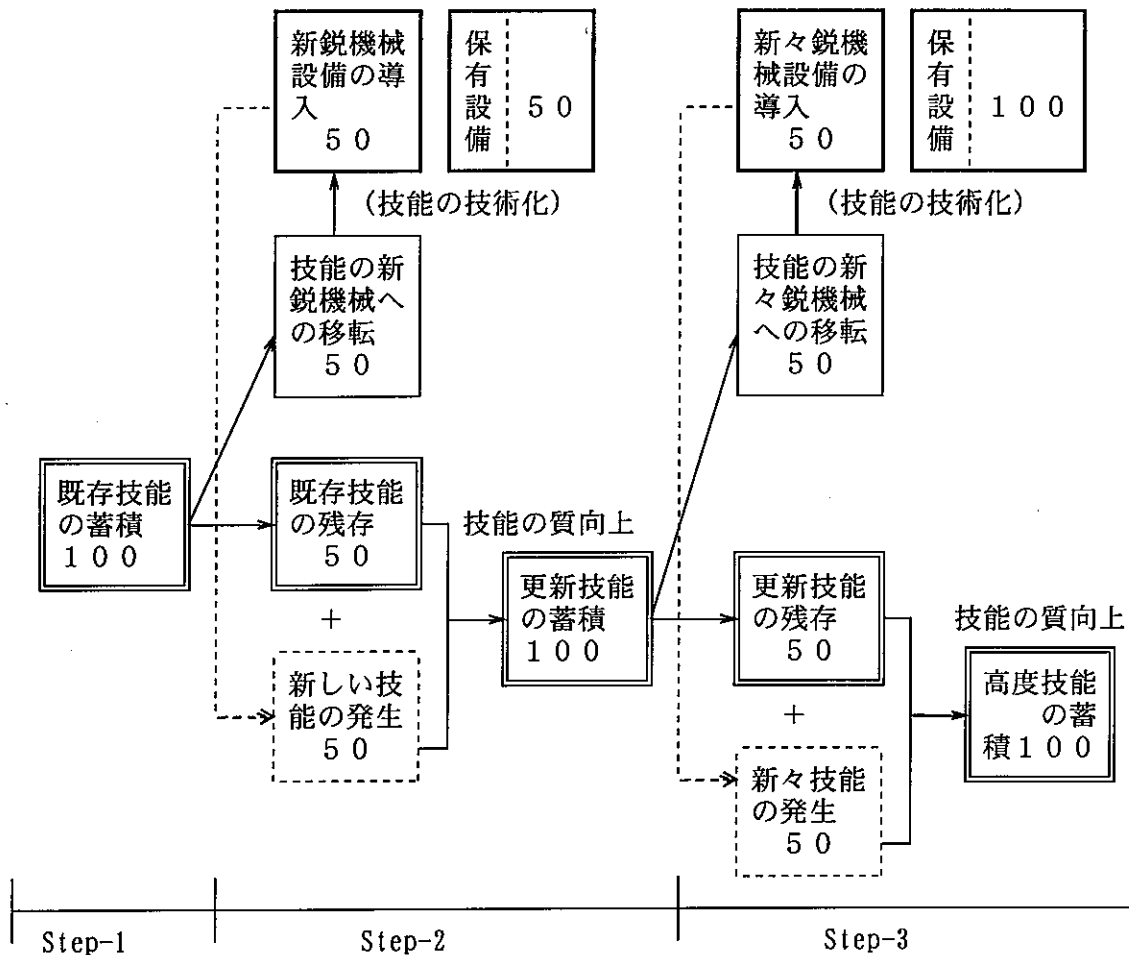 新鋭機械
設備の導
入
50
保有設備
50
新々鋭機
械設備の
導入
50
保有設備
100
(技能の技術化)
(技能の技術化)
技能の新
鋭機械へ
の移転
50
技能の新
々鋭機械
への移転
50
既存技能
の蓄積
100
既存技能
の残存
50
技能の質向上
+
新しい技
能の発生
50
更新技能
の蓄積
100
更新技能
の残存
50
技能の質向上
+
新々技能
の発生
50
高度技能
の蓄
積100
Step-1
Step-2
Step-3